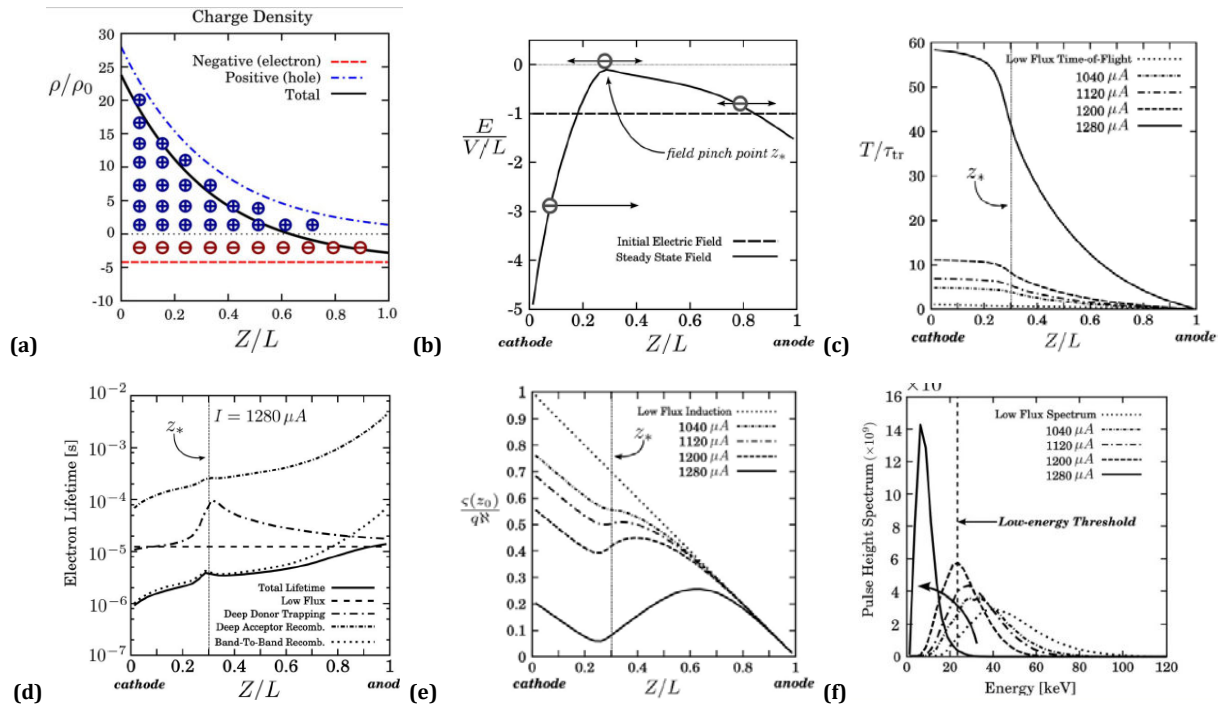 Charge Density
ρ/ρ0
Negative (electron)
Positive (hole)
Total
30
25
20
15
10
5
0
-5
-10
0
0.2
0.4
0.6
0.8
1.0
Z/L
(a)
0
-1
-2
-3
-4
-5
E
V/L
field pinch point z*
Initial Electric Field
Steady State Field
0
0.2
0.4
0.6
0.8
1
cathode
Z/L
anode
(b)
60
50
40
30
20
10
0
T/τtr
Low Flux Time-of-Flight
1040 μA
1120 μA
1200 μA
1280 μA
z*
0
0.2
0.4
0.6
0.8
1
cathode
Z/L
anode
(c)
10-2
10-3
10-4
10-5
10-6
10-7
Electron Lifetime [s]
z*
I = 1280 μA
Total Lifetime
Low Flux
Deep Donor Trapping
Deep Acceptor Recomb.
Band-To-Band Recomb.
0
0.2
0.4
0.6
0.8
1
cathode
Z/L
anod
(d)
1
0.9
0.8
0.7
0.6
0.5
0.4
0.3
0.2
0.1
0
ς(z0)
qℵ
Low Flux Induction
1040 μA
1120 μA
1200 μA
1280 μA
z*
0
0.2
0.4
0.6
0.8
1
cathode
Z/L
anode
(e)
16
14
12
10
8
6
4
2
0
Pulse Height Spectrum (×10⁹)
Low Flux Spectrum
1040 μA
1120 μA
1200 μA
1280 μA
Low-energy Threshold
0
20
40
60
80
100
120
Energy [keV]
(f)